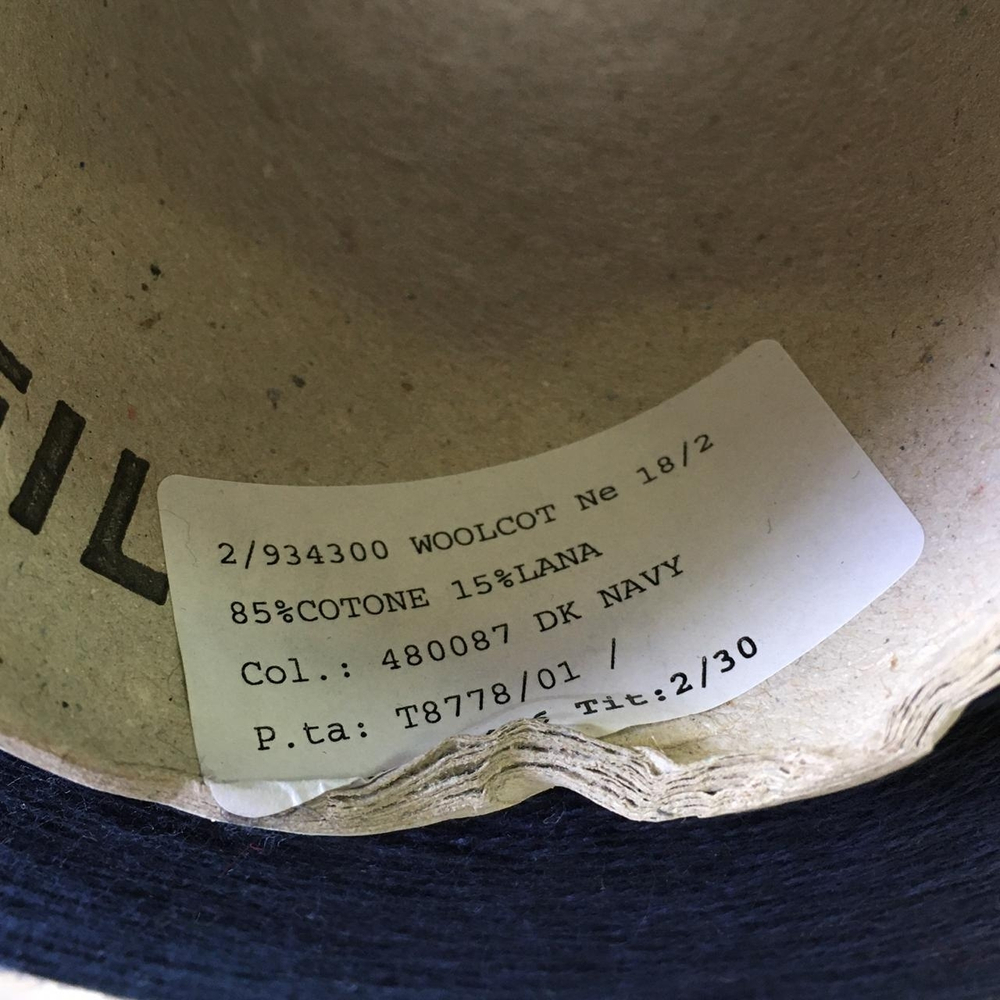 IL
2/934300 WOOLCOT Ne 18/2
85%COTONE 15%LANA
Col.: 480087 DK NAVY
P.ta: T8778/01 /
Tit:2/30